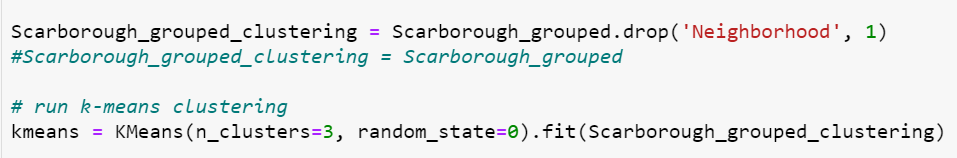 Scarborough_grouped_clustering = Scarborough_grouped.drop('Neighborhood', 1)
#Scarborough_grouped_clustering = Scarborough_grouped
# run k-means clustering
kmeans = KMeans(n_clusters=3, random_state=0).fit(Scarborough_grouped_clustering)